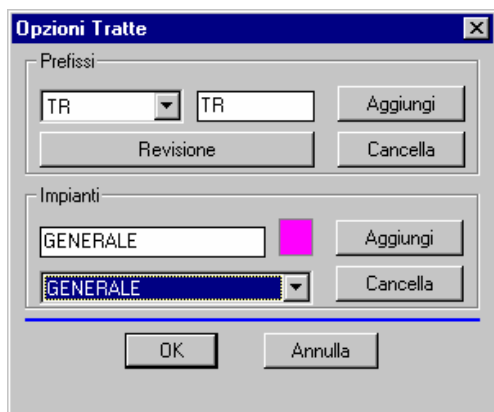 Opzioni Tratte
Prefissi
TR TR Aggiungi
Revisione Cancella
Impianti
GENERALE Aggiungi
GENERALE Cancella
OK Annulla